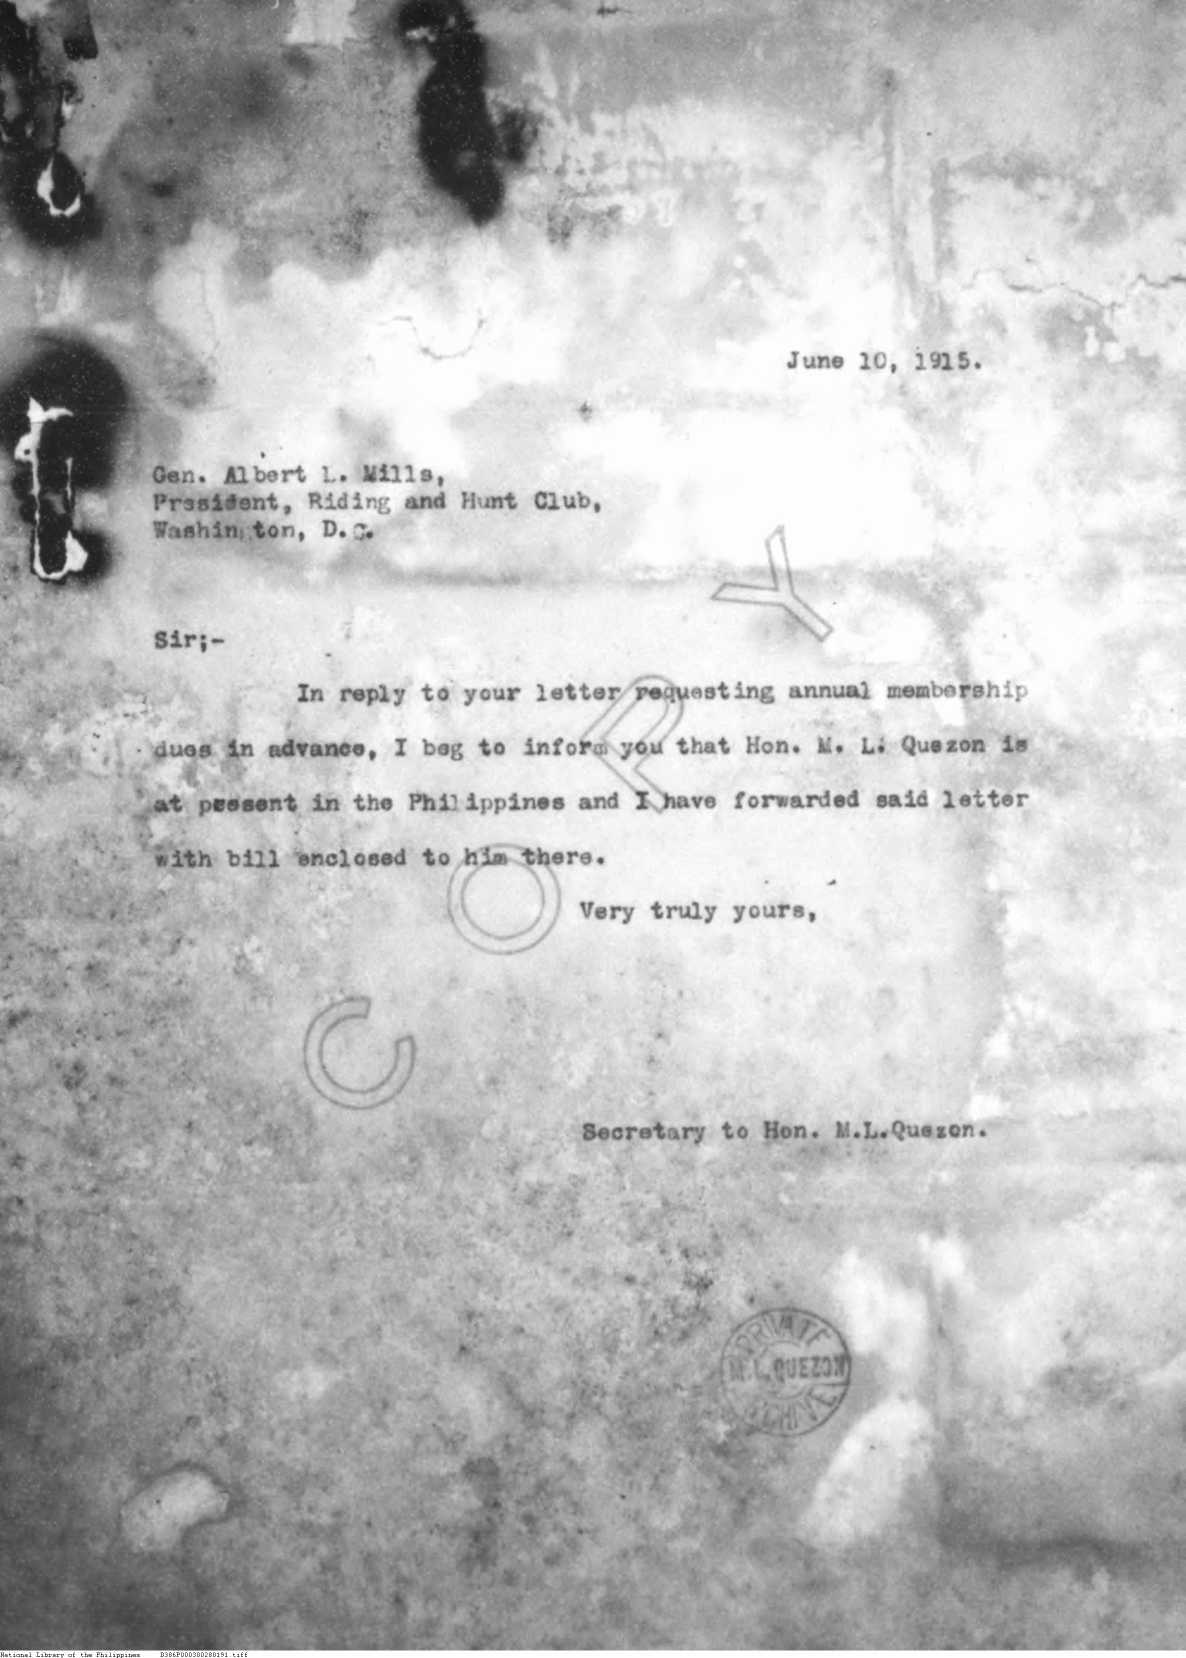 June 10, 1915.
Gen. Albert L. Mills,
President, Riding and Hunt Club,
Washington, D.C.
Sir;-
In reply to your letter requesting annual membership
dues in advance, I beg to inform you that Hon. M. L. Quezon is
at present in the Philippines and I have forwarded said letter
with bill enclosed to him there.
Very truly yours,
Secretary to Hon. M.L.Quezon.
COPY
PRIVATE
M.L.QUEZON
National Library of the Philippines D386P000300280191.tiff